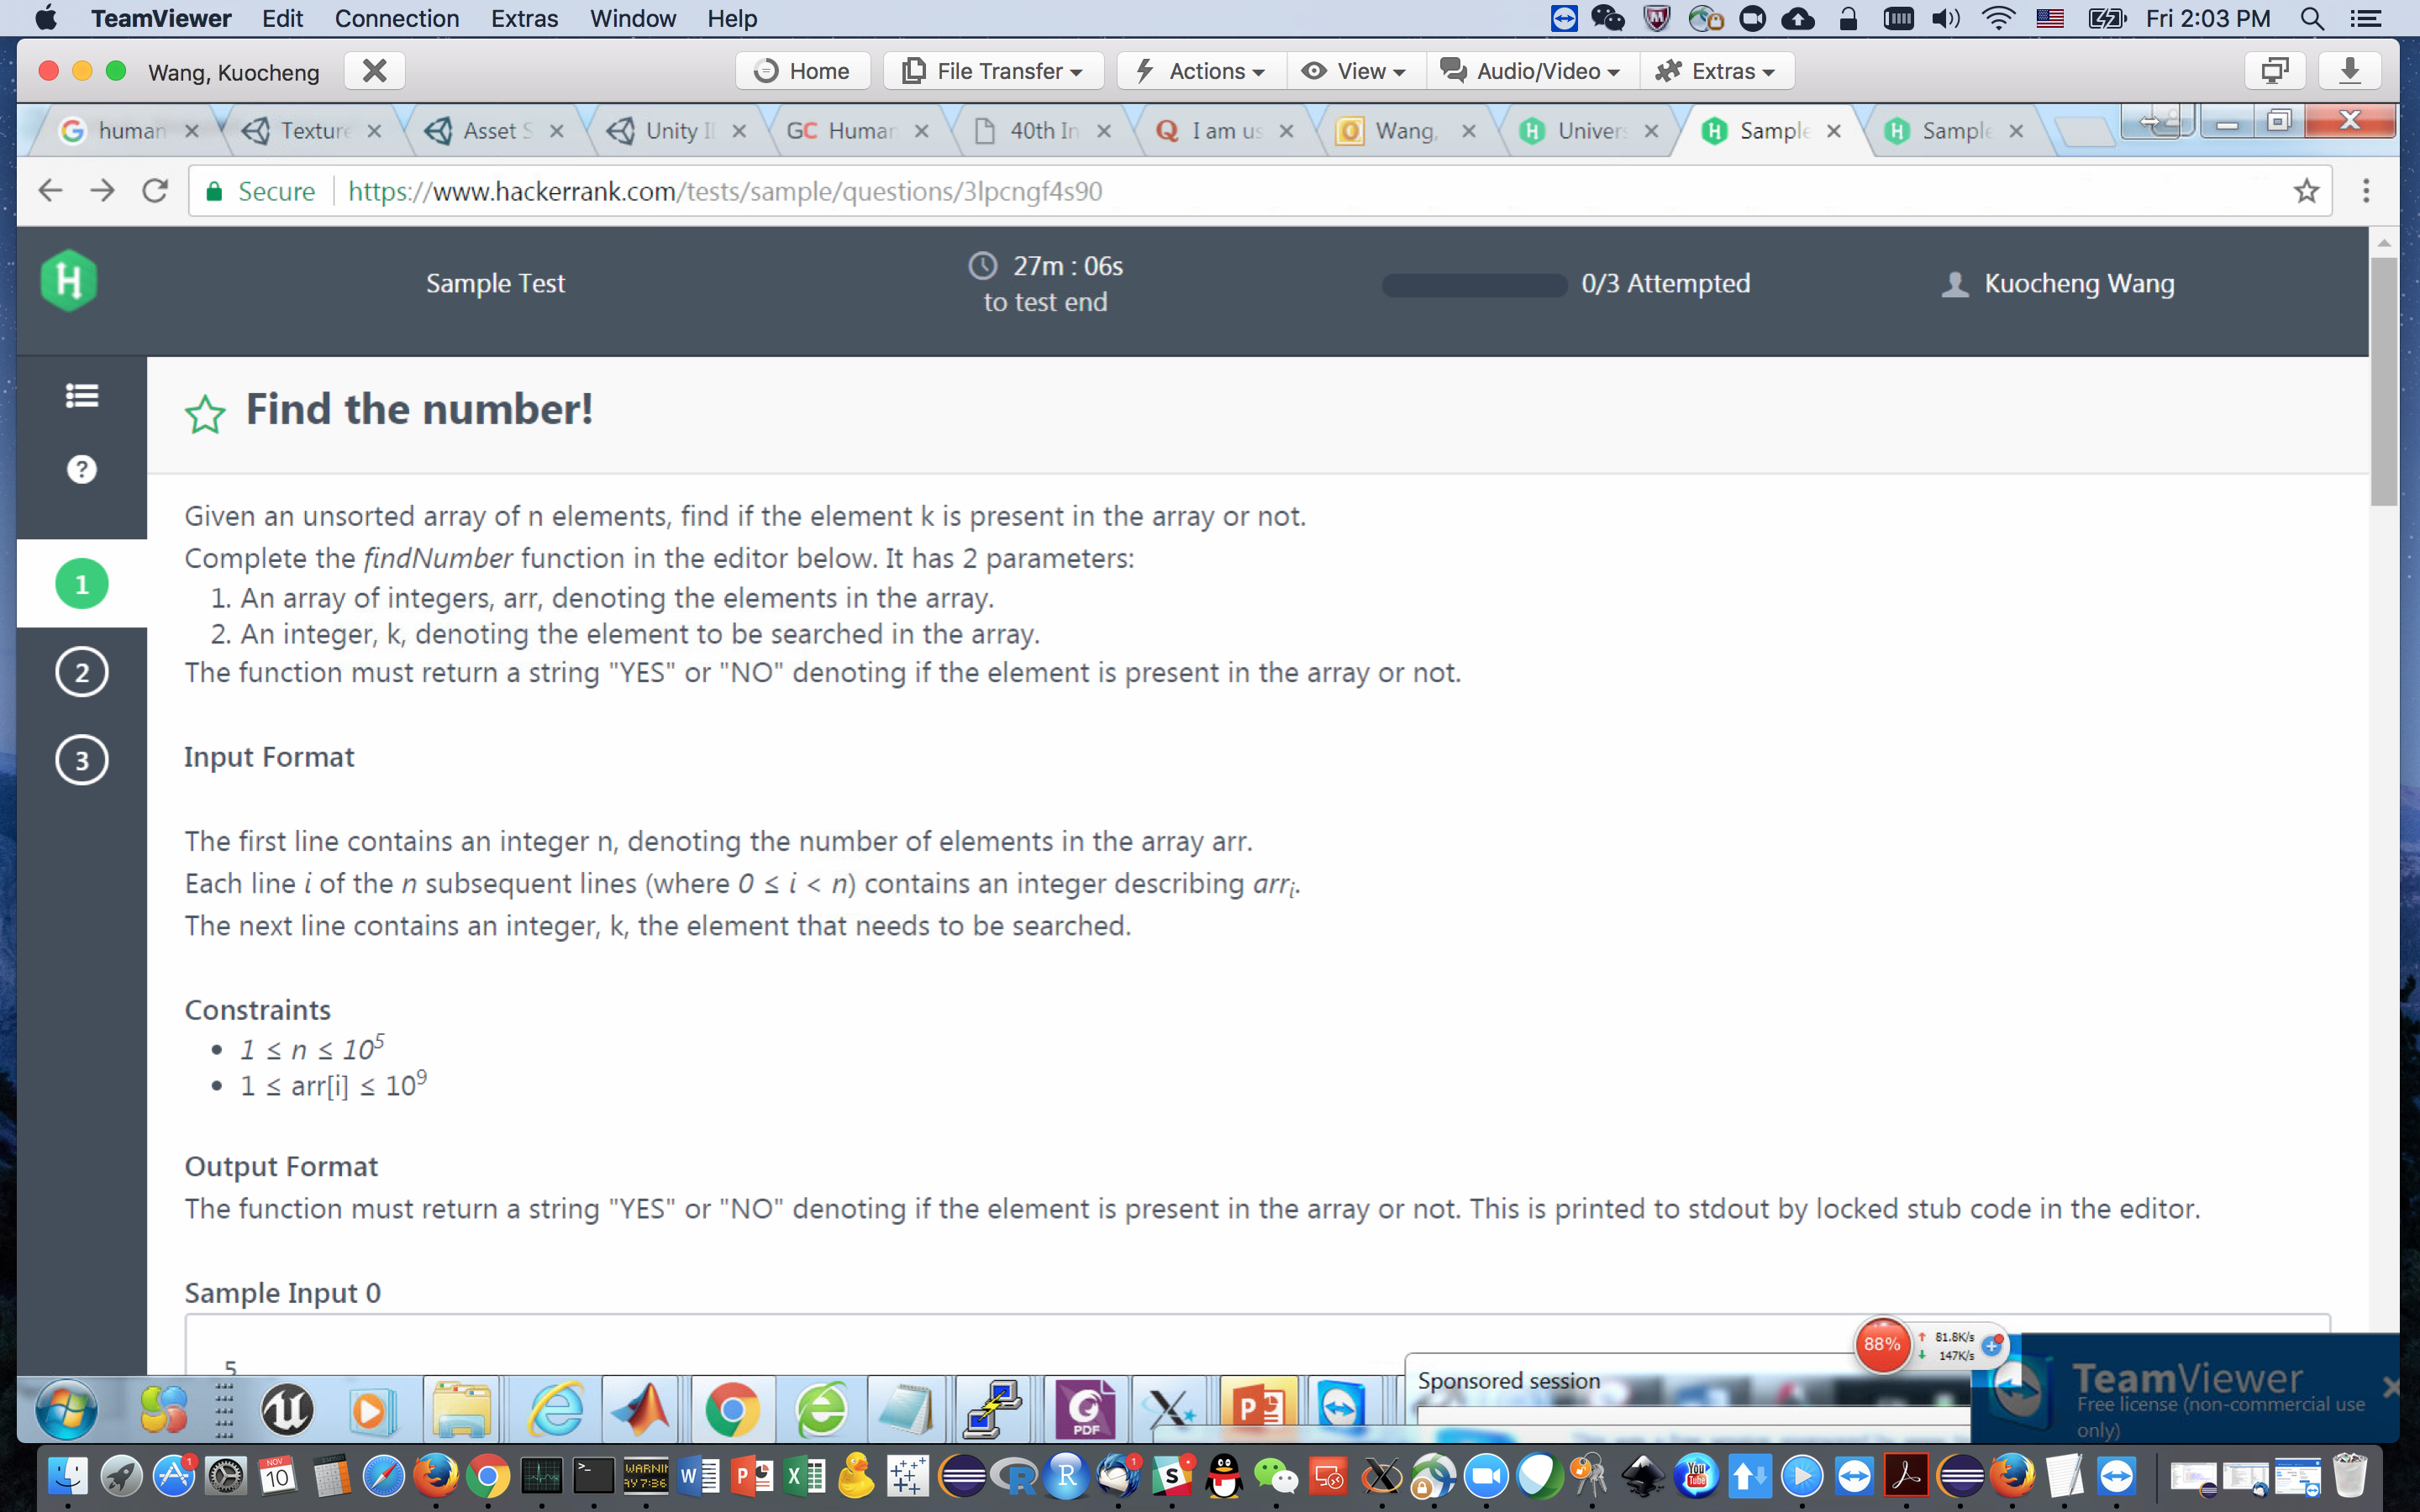 TeamViewer Edit Connection Extras Window Help Fri 2:03 PM
Wang, Kuocheng Home File Transfer Actions View Audio/Video Extras
human Texture Asset S Unity GC Human 40th In I am us Wang, Univers Sample Sample
Secure https://www.hackerrank.com/tests/sample/questions/3lpcngf4s90
Sample Test
27m : 06s
to test end
0/3 Attempted
Kuocheng Wang
Find the number!
1
2
3
Given an unsorted array of n elements, find if the element k is present in the array or not.
Complete the findNumber function in the editor below. It has 2 parameters:
1. An array of integers, arr, denoting the elements in the array.
2. An integer, k, denoting the element to be searched in the array.
The function must return a string "YES" or "NO" denoting if the element is present in the array or not.
Input Format
The first line contains an integer n, denoting the number of elements in the array arr.
Each line i of the n subsequent lines (where 0 ≤ i < n) contains an integer describing arrᵢ.
The next line contains an integer, k, the element that needs to be searched.
Constraints
• 1 ≤ n ≤ 10⁵
• 1 ≤ arr[i] ≤ 10⁹
Output Format
The function must return a string "YES" or "NO" denoting if the element is present in the array or not. This is printed to stdout by locked stub code in the editor.
Sample Input 0
5
88% 81.8K/s
147K/s
Sponsored session
TeamViewer
Free license (non-commercial use
only)
PDF
NOV
10